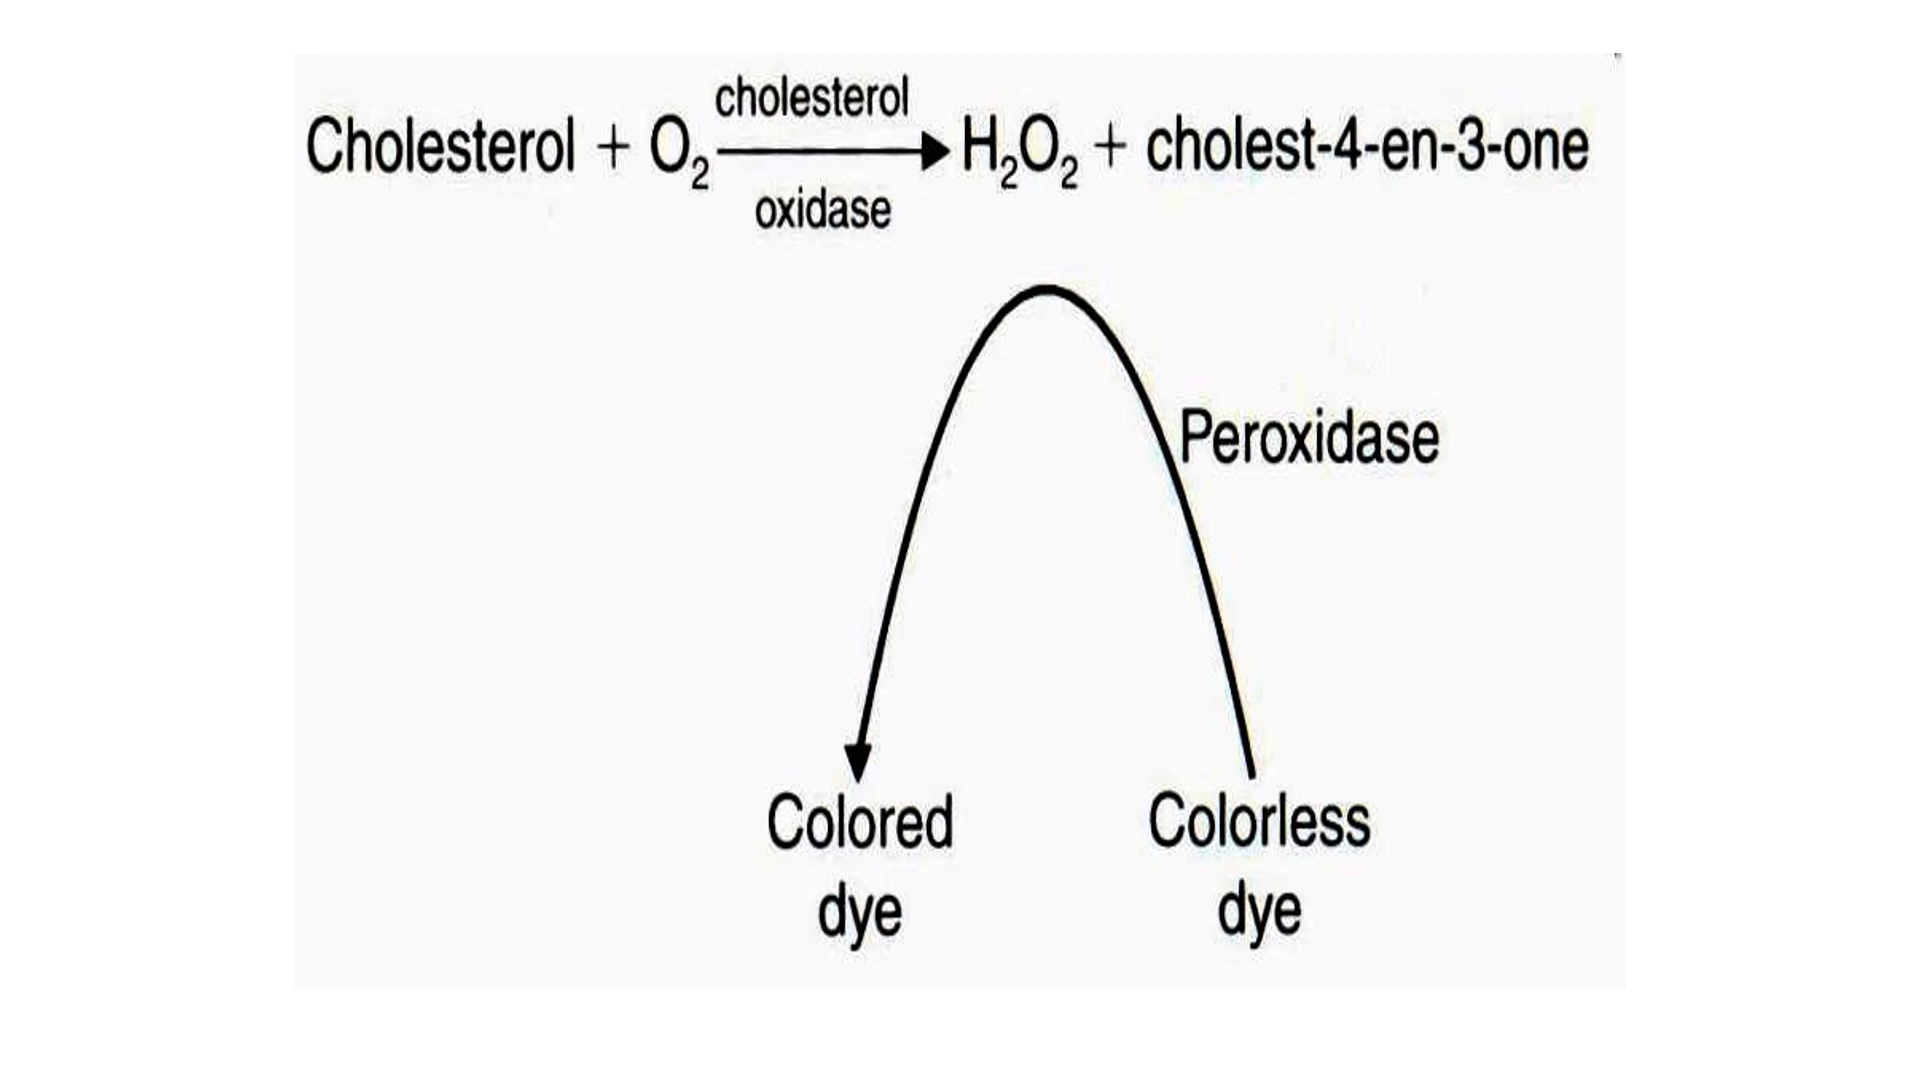 cholesterol
Cholesterol + O₂ H₂O₂ + cholest-4-en-3-one
oxidase
Peroxidase
Colored Colorless
dye dye